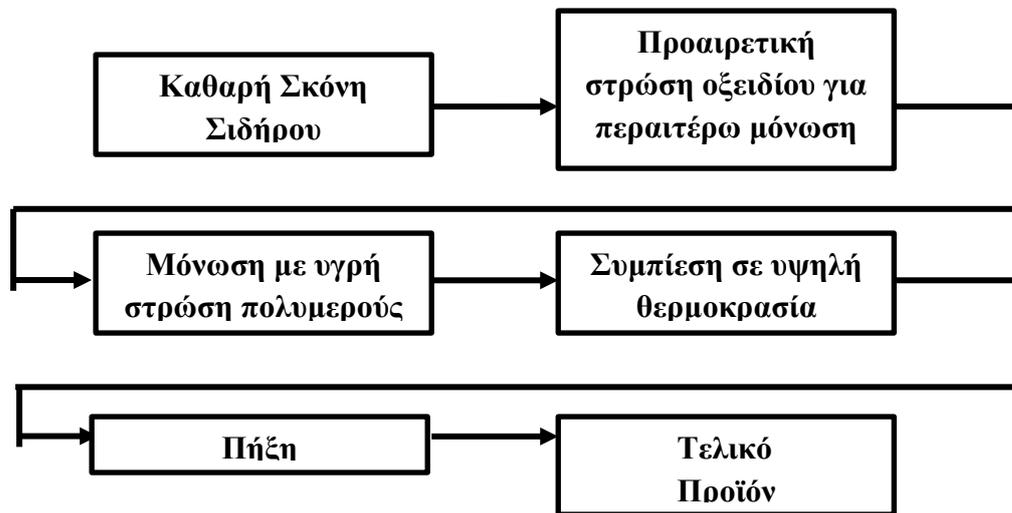 Καθαρή Σκόνη
Σιδήρου
Προαιρετική
στρώση οξειδίου για
περαιτέρω μόνωση
Μόνωση με υγρή
στρώση πολυμερούς
Συμπίεση σε υψηλή
θερμοκρασία
Πήξη
Τελικό
Προϊόν